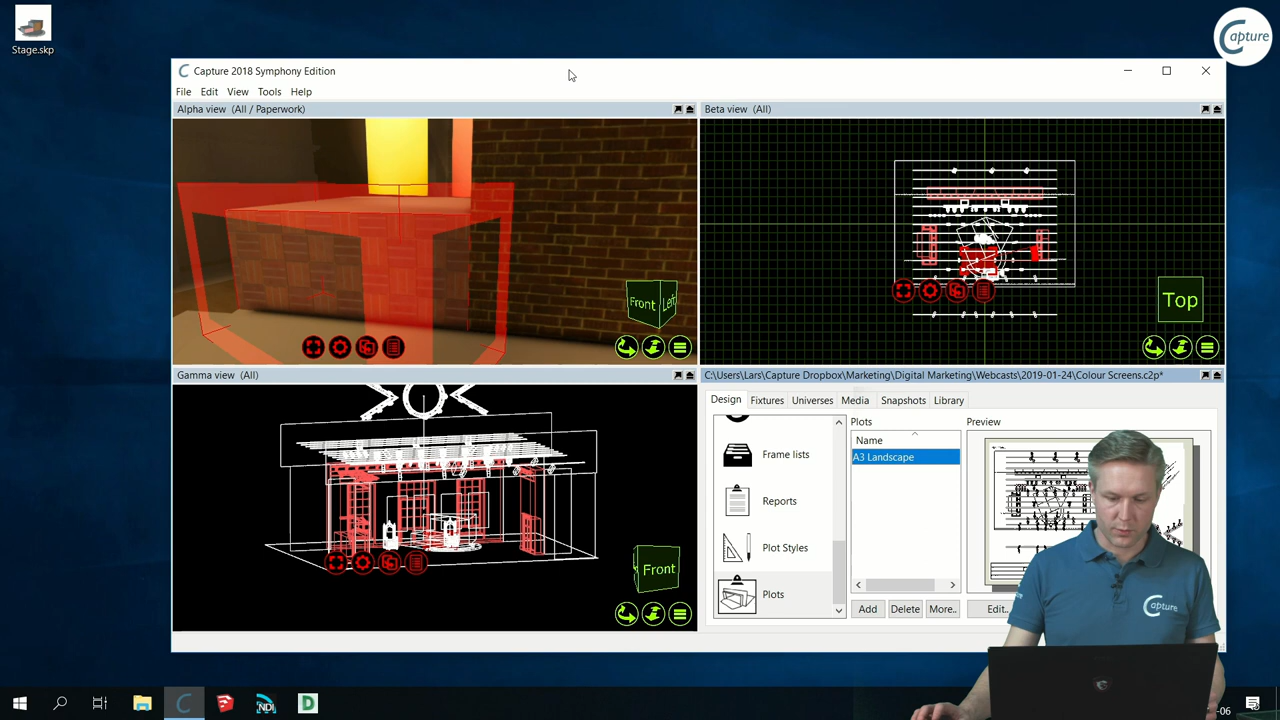 Stage.skp
Capture
Capture 2018 Symphony Edition
File Edit View Tools Help
Alpha view (All / Paperwork)
Beta view (All)
Front Left
Top
Gamma view (All)
C:\Users\Lars\Capture Dropbox\Marketing\Digital Marketing\Webcasts\2019-01-24\Colour Screens.c2p*
Design Fixtures Universes Media Snapshots Library
Plots
Preview
Name
A3 Landscape
Frame lists
Reports
Plot Styles
Plots
Front
Add Delete More.. Edit..
Capture
NDI
D
-06